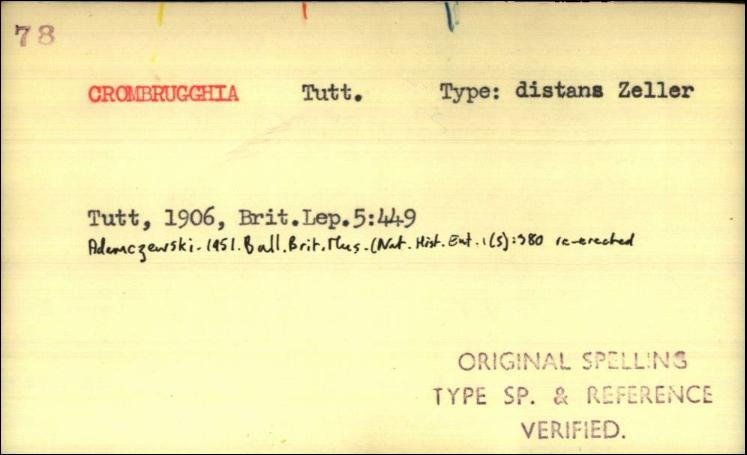 78
CROMBRUGGHIA Tutt. Type: distans Zeller
Tutt, 1906, Brit.Lep.5:449
Adamczewski. 1951. Bull. Brit. Mus. (Nat. Hist. Ent. 1(5):380 re-erected
ORIGINAL SPELLING
TYPE SP. & REFERENCE
VERIFIED.